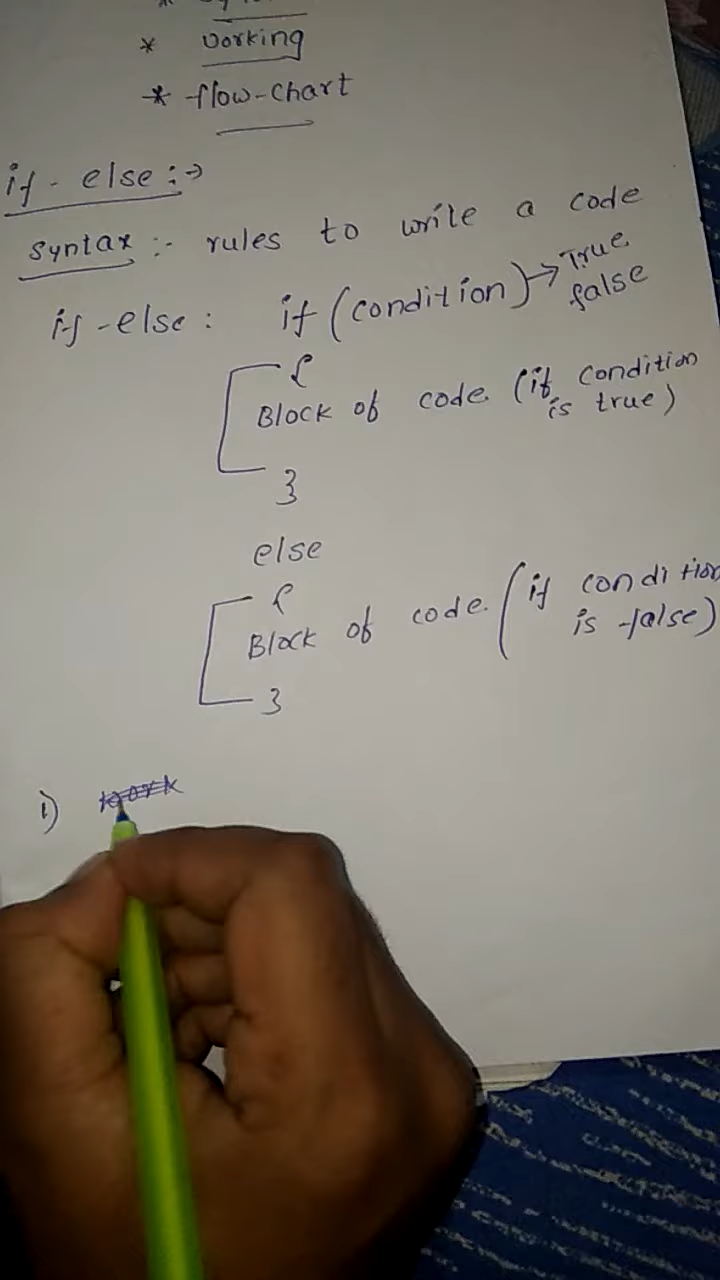 * Working
* flow-chart
if - else :→
Syntax :- rules to write a code
if - else : if (condition) → True
false
{
Block of code. (if condition
is true)
}
else
{
Block of code. (if condition
is false)
}
1)